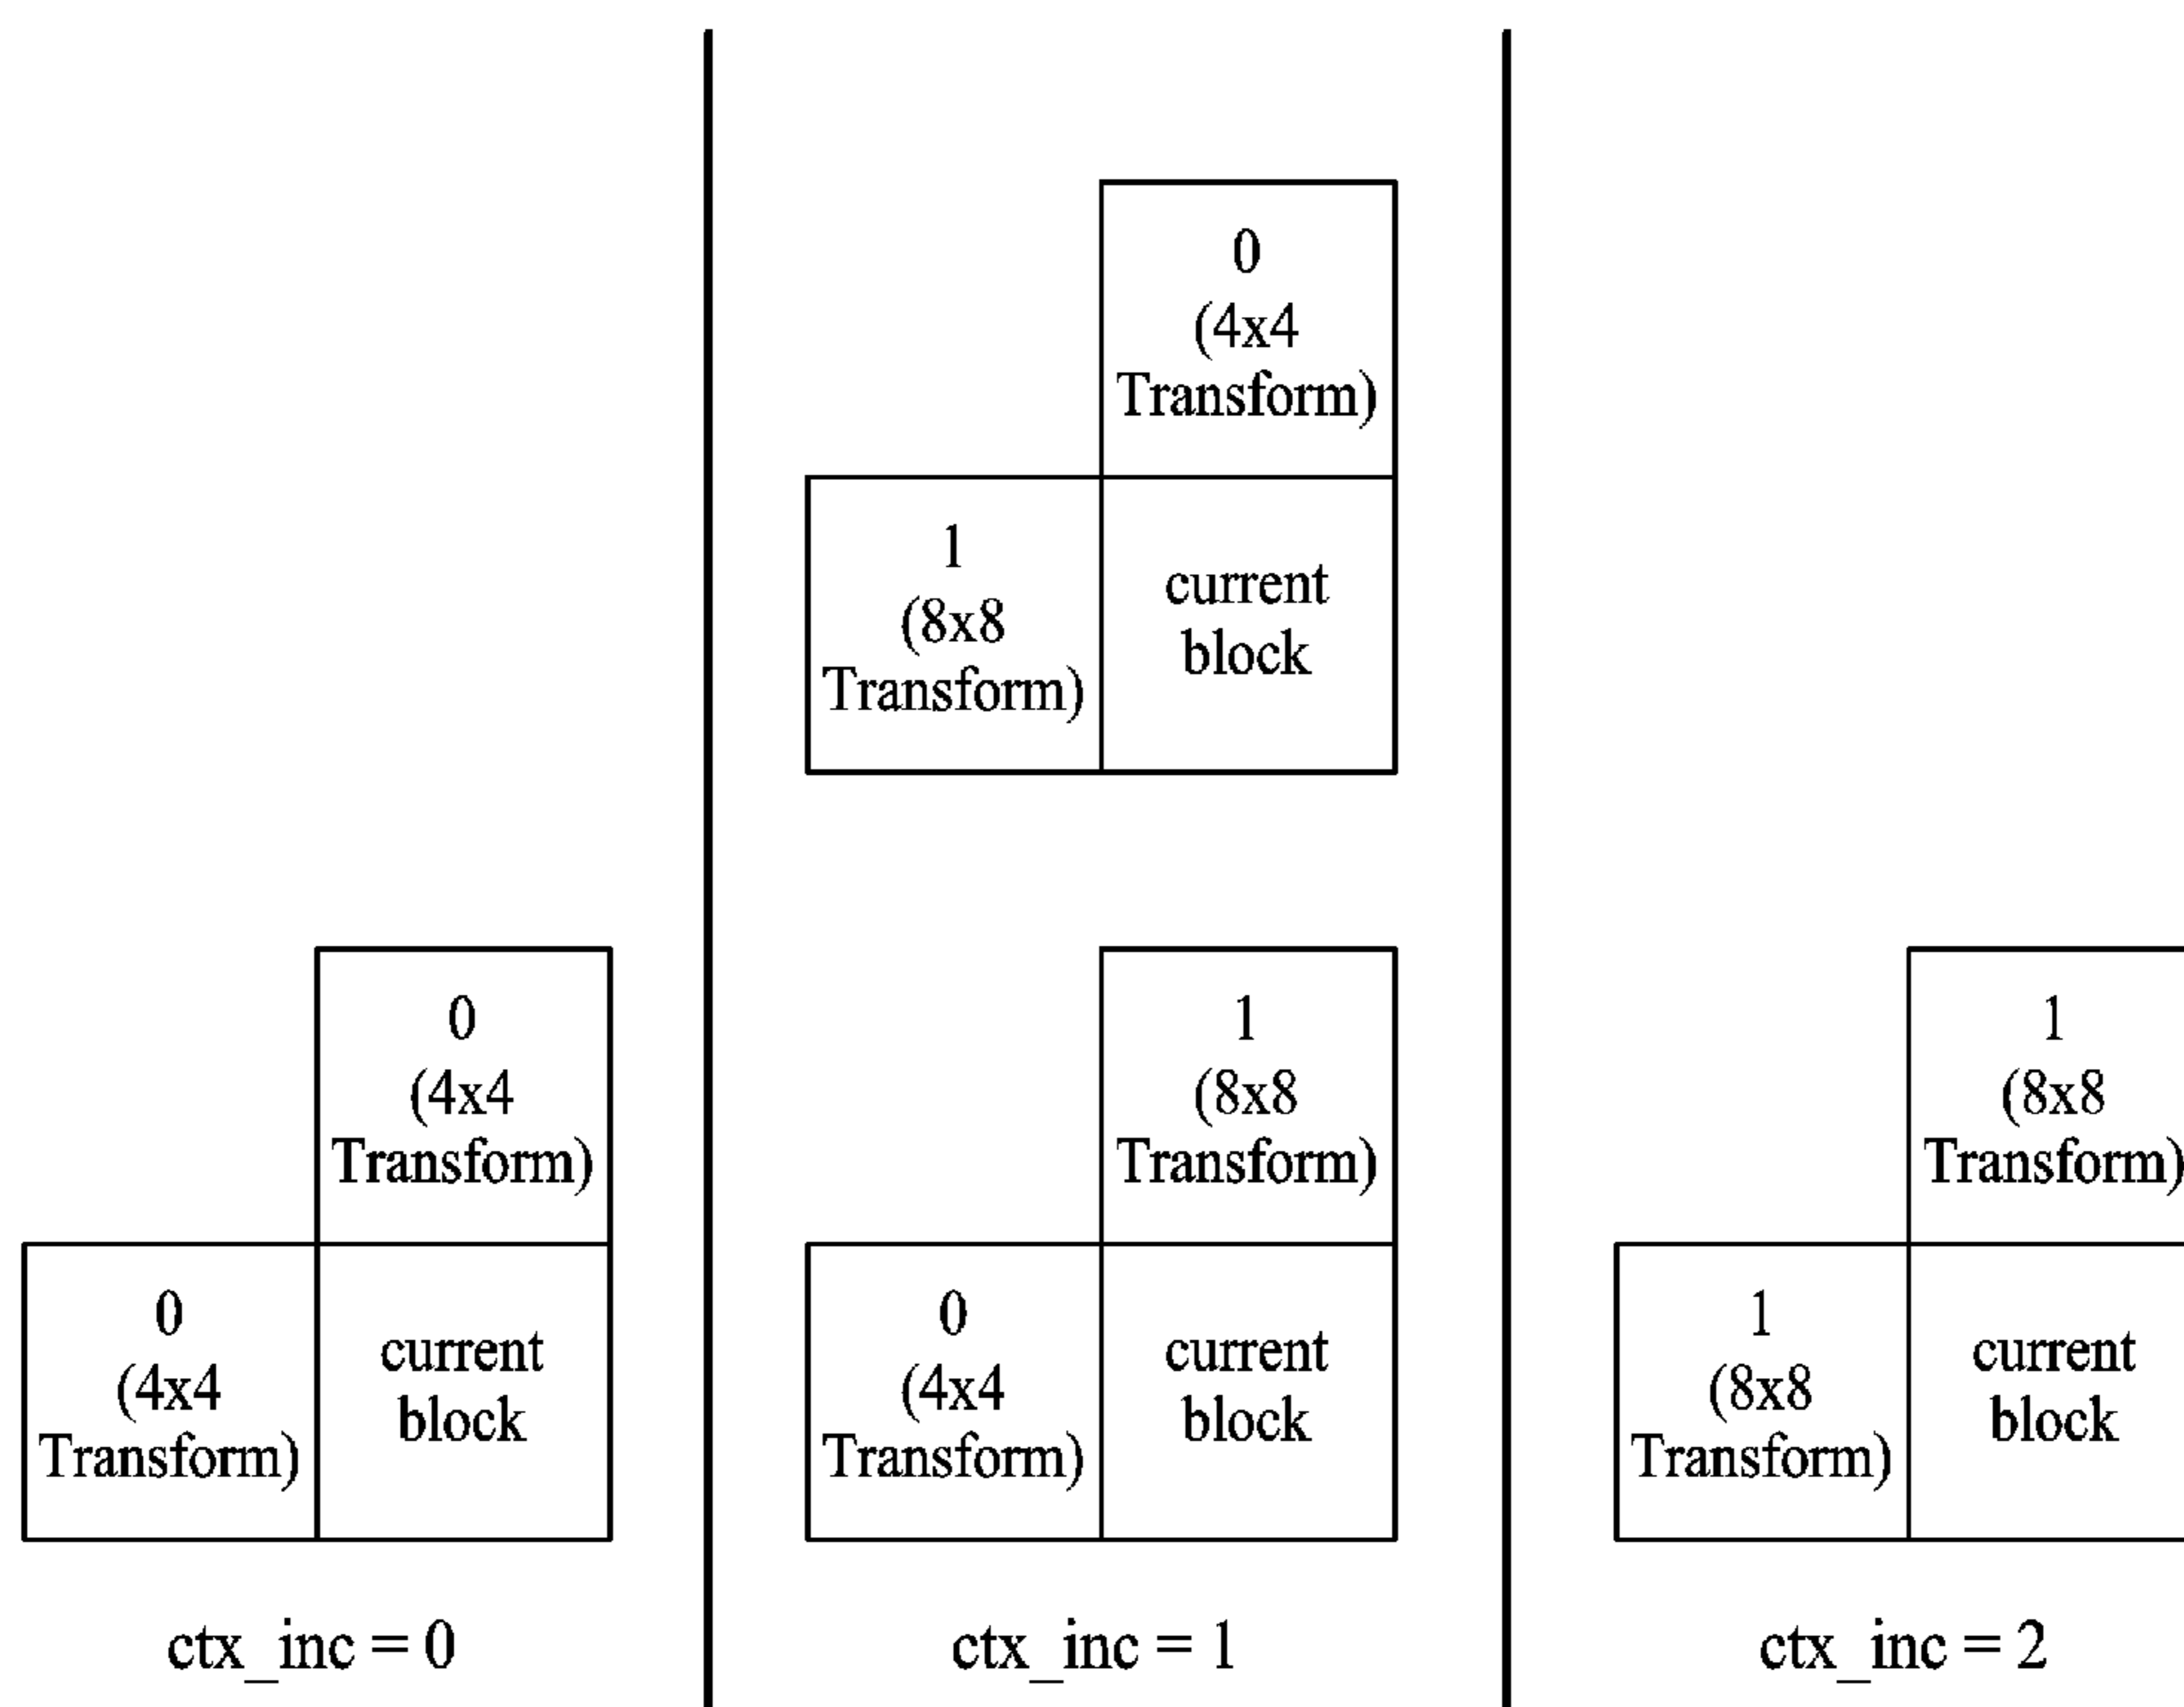 0
(4x4
Transform)
0
(4x4
Transform)
current
block
ctx_inc = 0
0
(4x4
Transform)
1
(8x8
Transform)
current
block
1
(8x8
Transform)
0
(4x4
Transform)
current
block
ctx_inc = 1
1
(8x8
Transform)
1
(8x8
Transform)
current
block
ctx_inc = 2